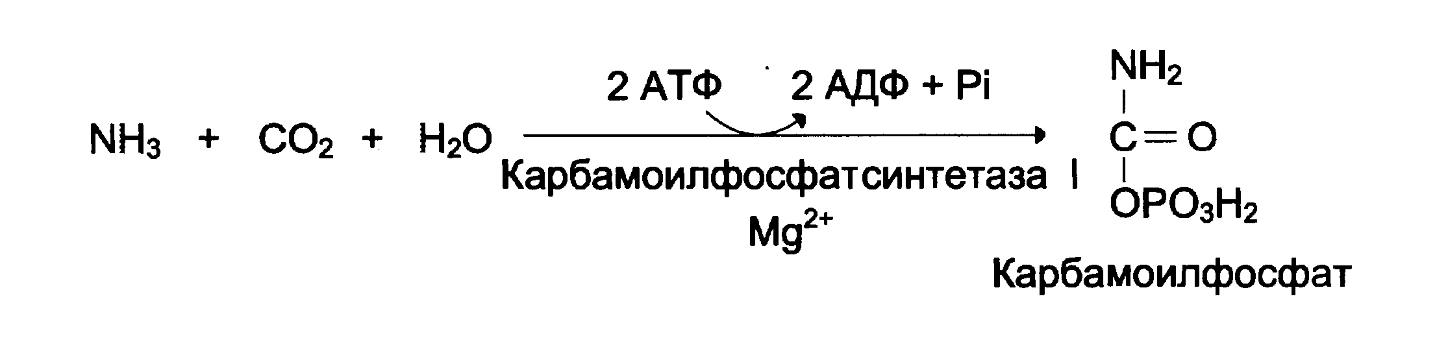 2 АТФ 2 АДФ + Pi
NH₃ + CO₂ + H₂O
Карбамоилфосфатсинтетаза I
Mg²⁺
NH₂
C=O
OPO₃H₂
Карбамоилфосфат